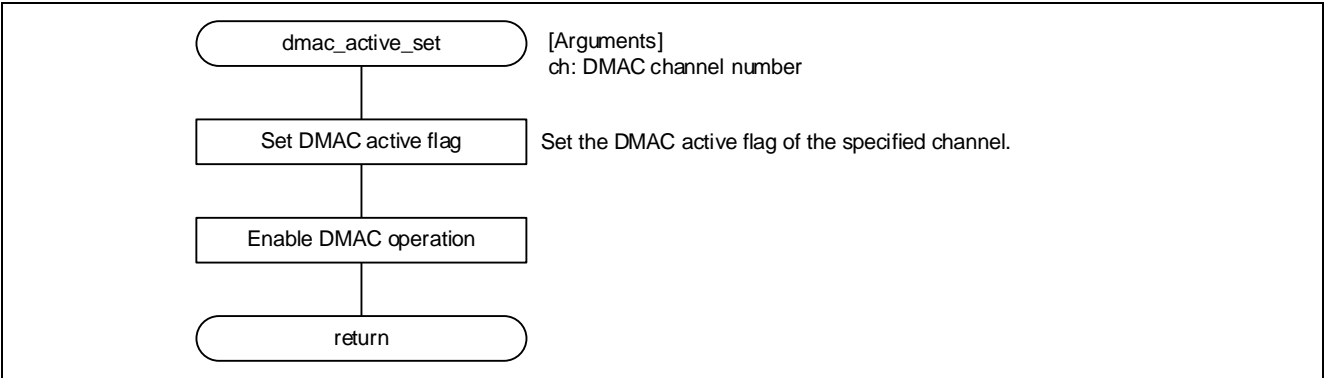 dmac_active_set
[Arguments]
ch: DMAC channel number
Set DMAC active flag
Set the DMAC active flag of the specified channel.
Enable DMAC operation
return